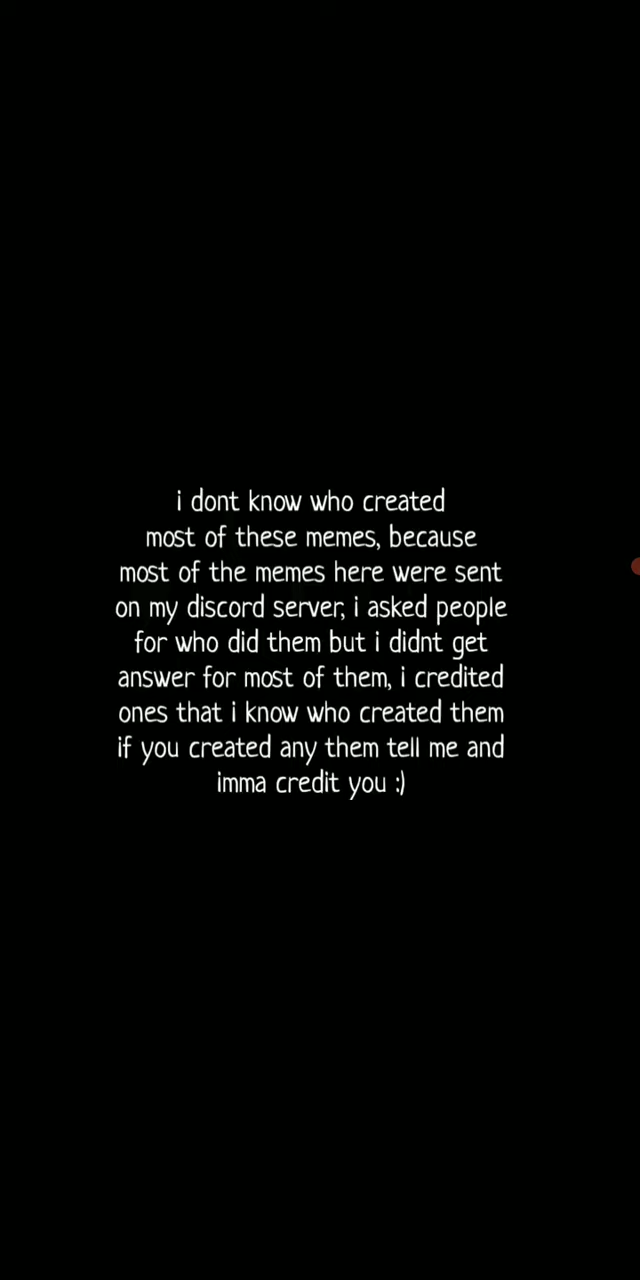 i dont know who created
most of these memes, because
most of the memes here were sent
on my discord server, i asked people
for who did them but i didnt get
answer for most of them, i credited
ones that i know who created them
if you created any them tell me and
imma credit you :)